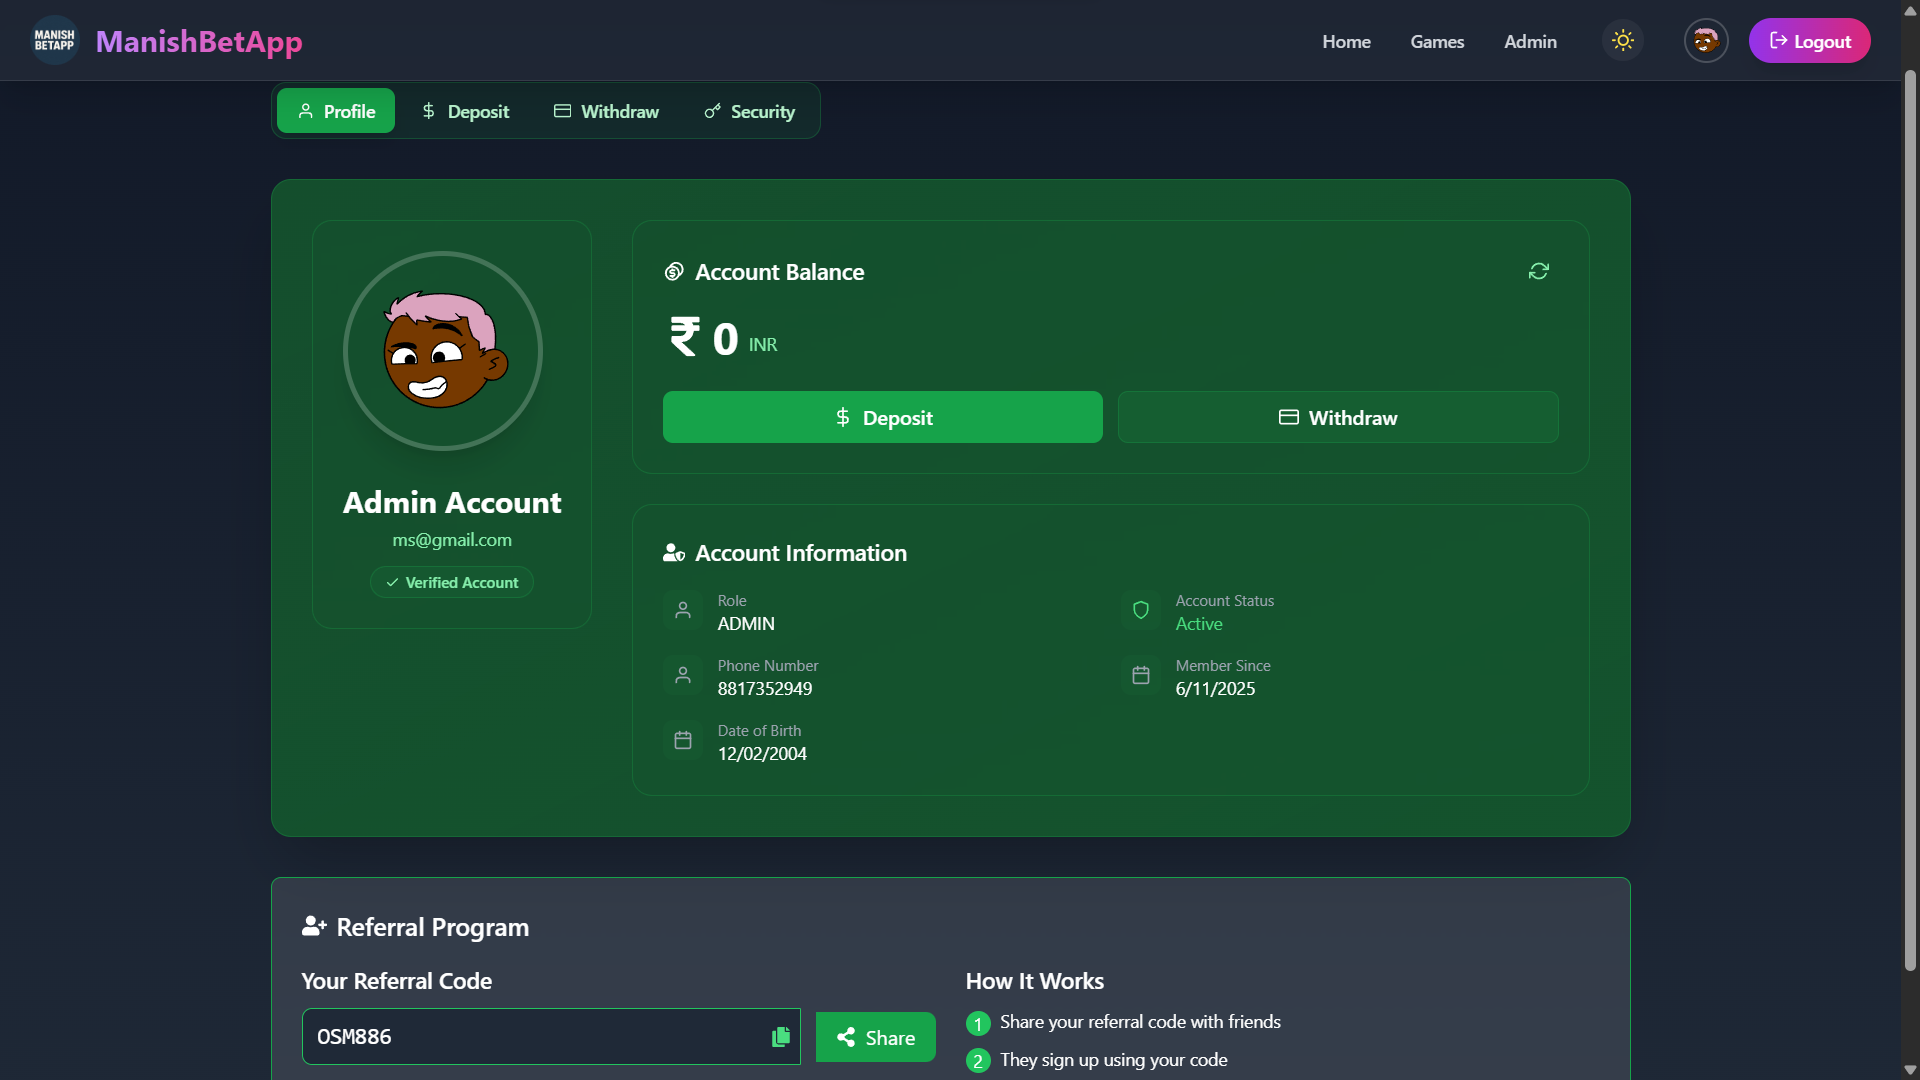 MANISH
BETAPP
ManishBetApp
Home
Games
Admin
Logout
Profile
Deposit
Withdraw
Security
Admin Account
ms@gmail.com
Verified Account
Account Balance
₹ 0 INR
Deposit
Withdraw
Account Information
Role
ADMIN
Account Status
Active
Phone Number
8817352949
Member Since
6/11/2025
Date of Birth
12/02/2004
Referral Program
Your Referral Code
OSM886
Share
How It Works
1 Share your referral code with friends
2 They sign up using your code